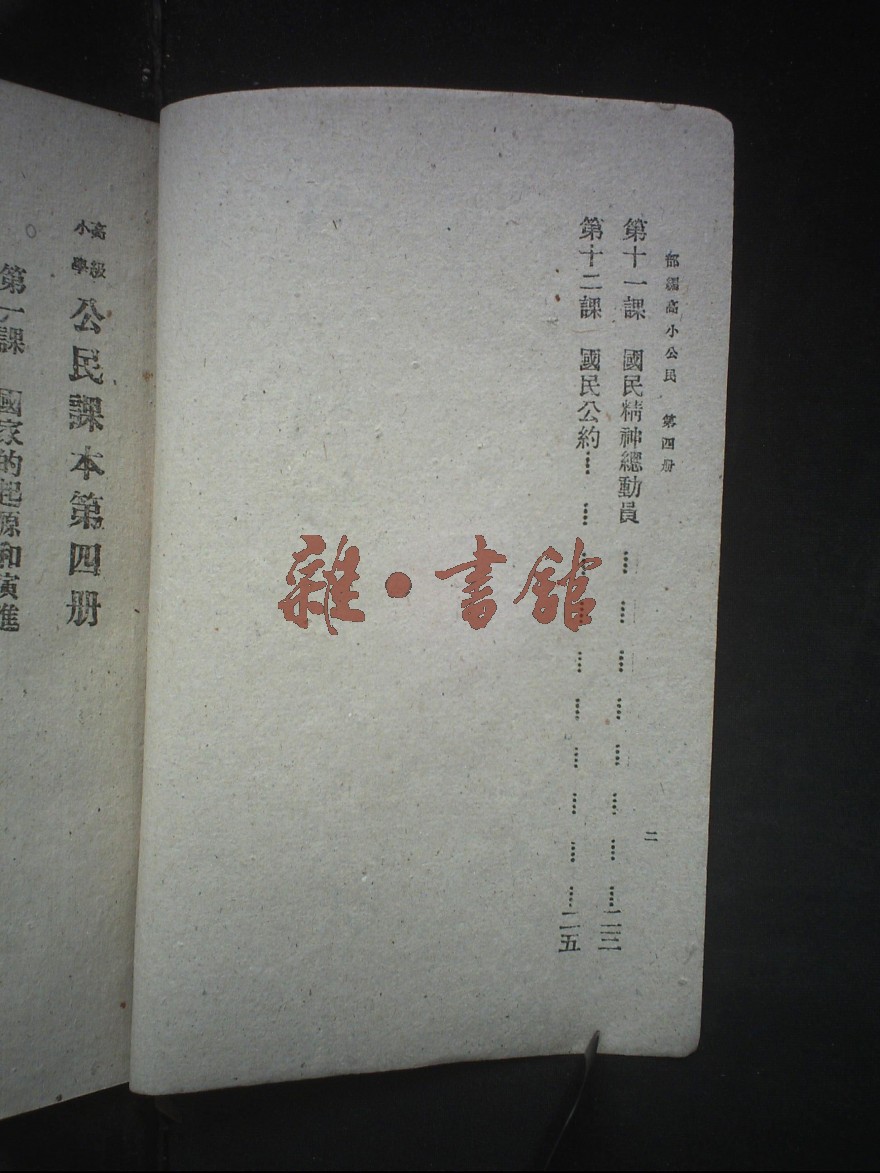 部編高小公民 第四册
二
第十一課 國民精神總動員 二三
第十二課 國民公約 二五
高級小學 公民課本第四册
第一課 國家的起源和演進
雜·書館